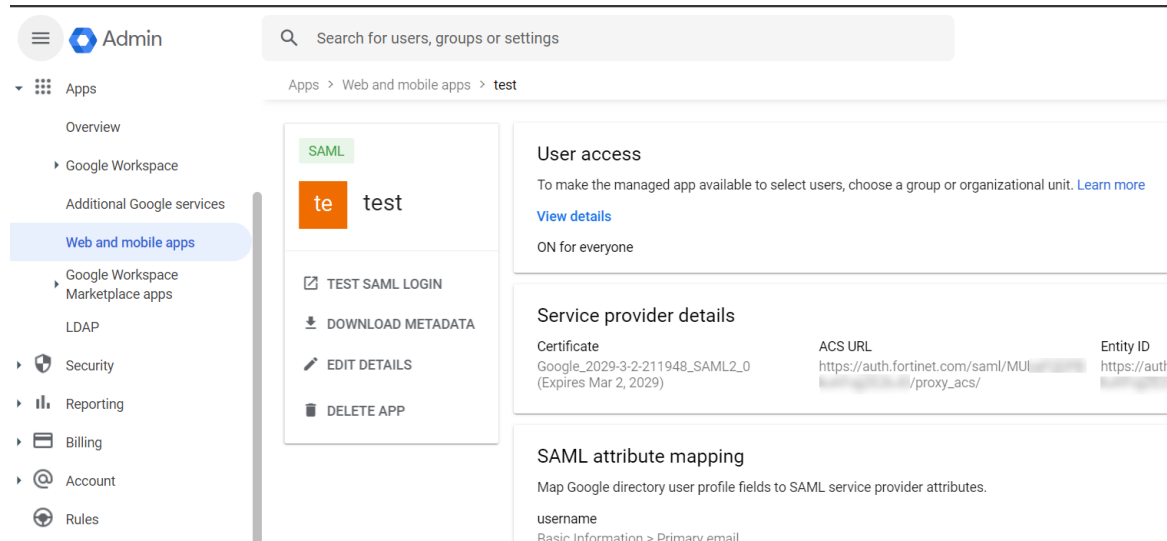 Admin
Search for users, groups or settings
Apps
Overview
Google Workspace
Additional Google services
Web and mobile apps
Google Workspace
Marketplace apps
LDAP
Security
Reporting
Billing
Account
Rules
Apps > Web and mobile apps > test
SAML
te test
TEST SAML LOGIN
DOWNLOAD METADATA
EDIT DETAILS
DELETE APP
User access
To make the managed app available to select users, choose a group or organizational unit. Learn more
View details
ON for everyone
Service provider details
Certificate
Google_2029-3-2-211948_SAML2_0
(Expires Mar 2, 2029)
ACS URL
https://auth.fortinet.com/saml/MU
/proxy_acs/
Entity ID
https://auth
SAML attribute mapping
Map Google directory user profile fields to SAML service provider attributes.
username
Basic Information > Primary email